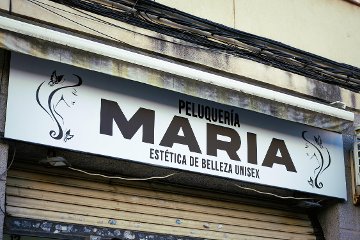 PELUQUERÍA
MARIA
ESTÉTICA DE BELLEZA UNISEX